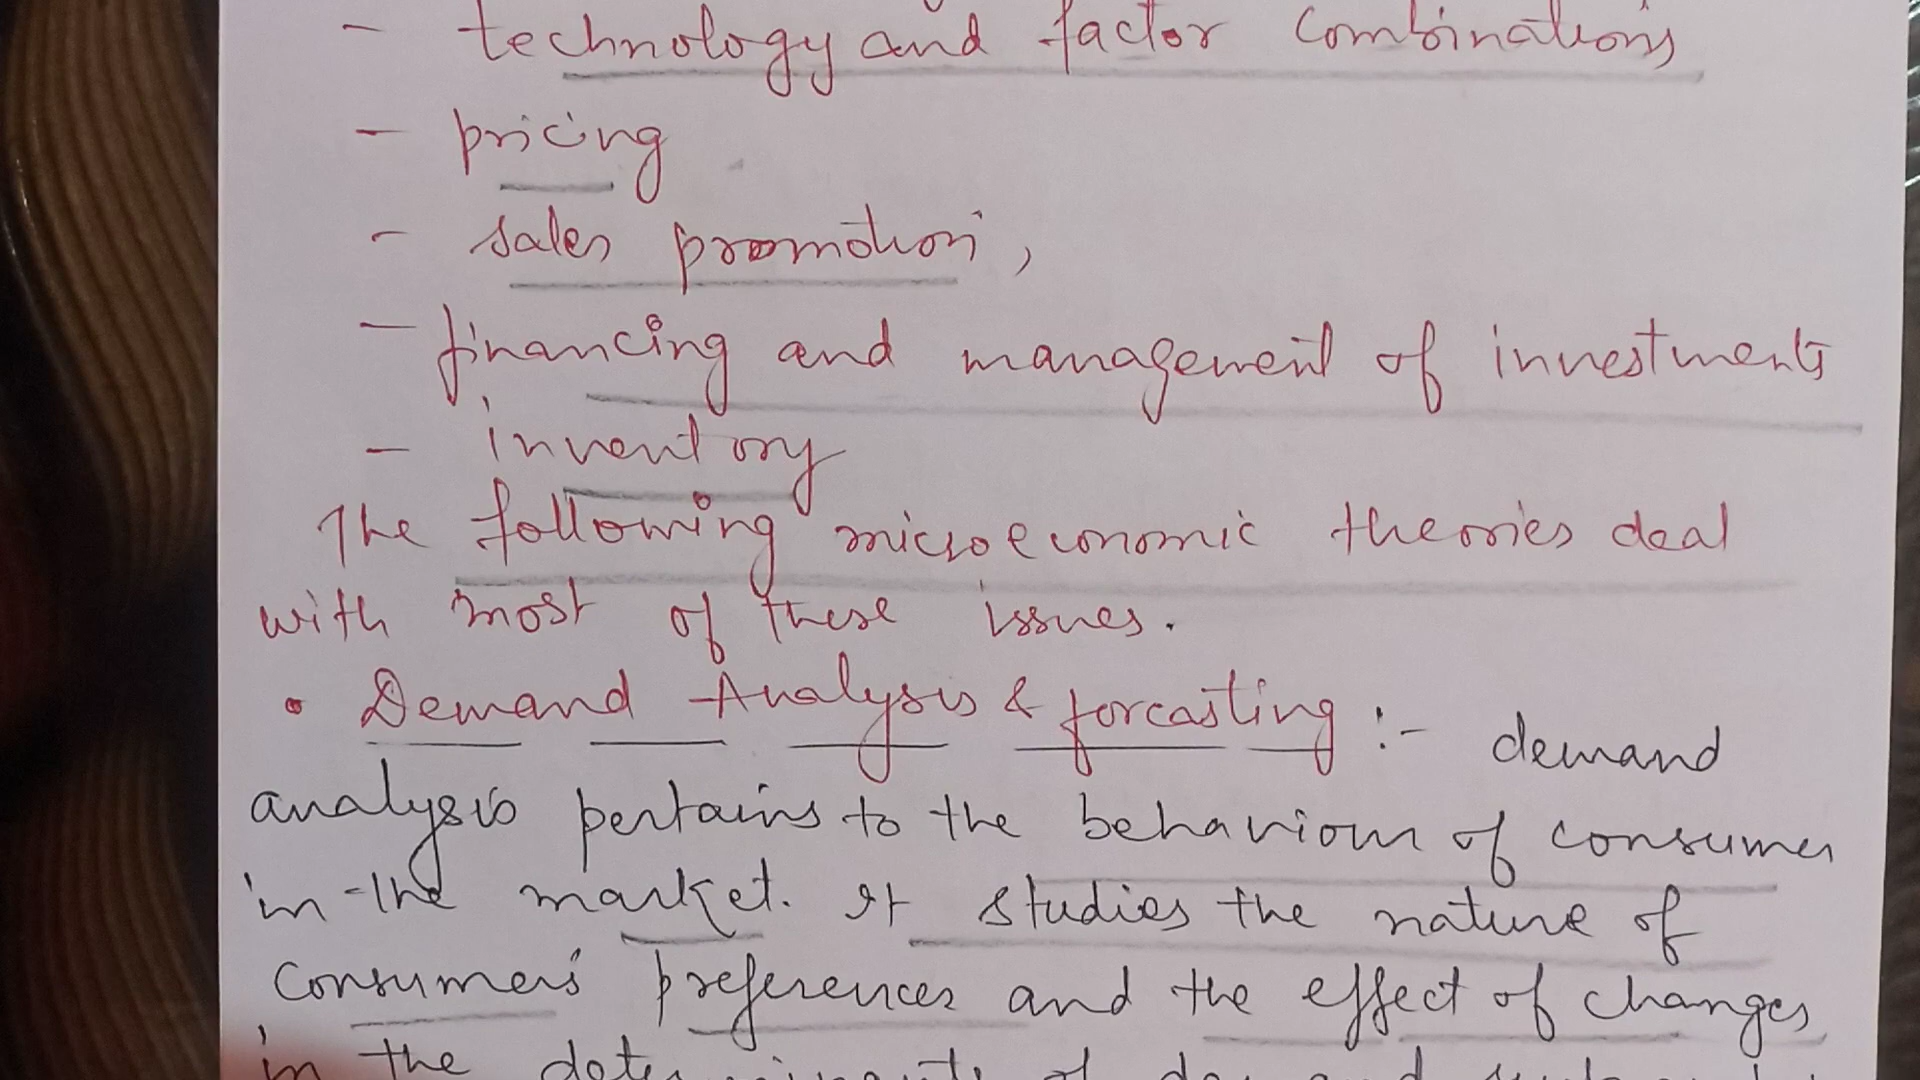 - technology and factor combinations
- pricing
- sales promotion,
- financing and management of investments
- inventory
The following microeconomic theories deal
with most of these issues.
• Demand Analysis & forcasting :- demand
analysis pertains to the behaviour of consumer
in the market. It studies the nature of
consumer's preferences and the effect of changes
in the